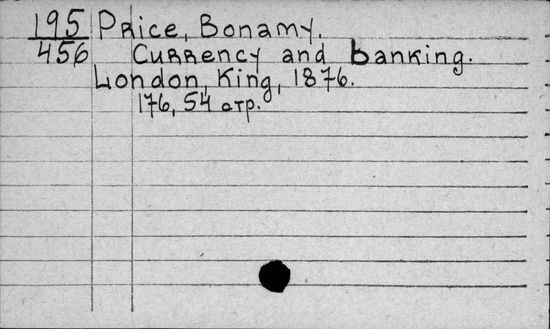 195 Price, Bonamy.
456 Currency and banking.
London, King, 1876.
176, 54 стр.